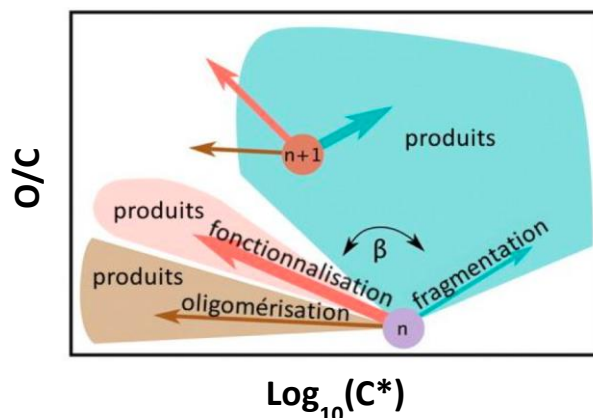 O/C
n+1
produits
produits
fonctionnalisation
β
fragmentation
produits
oligomérisation
n
Log₁₀(C*)